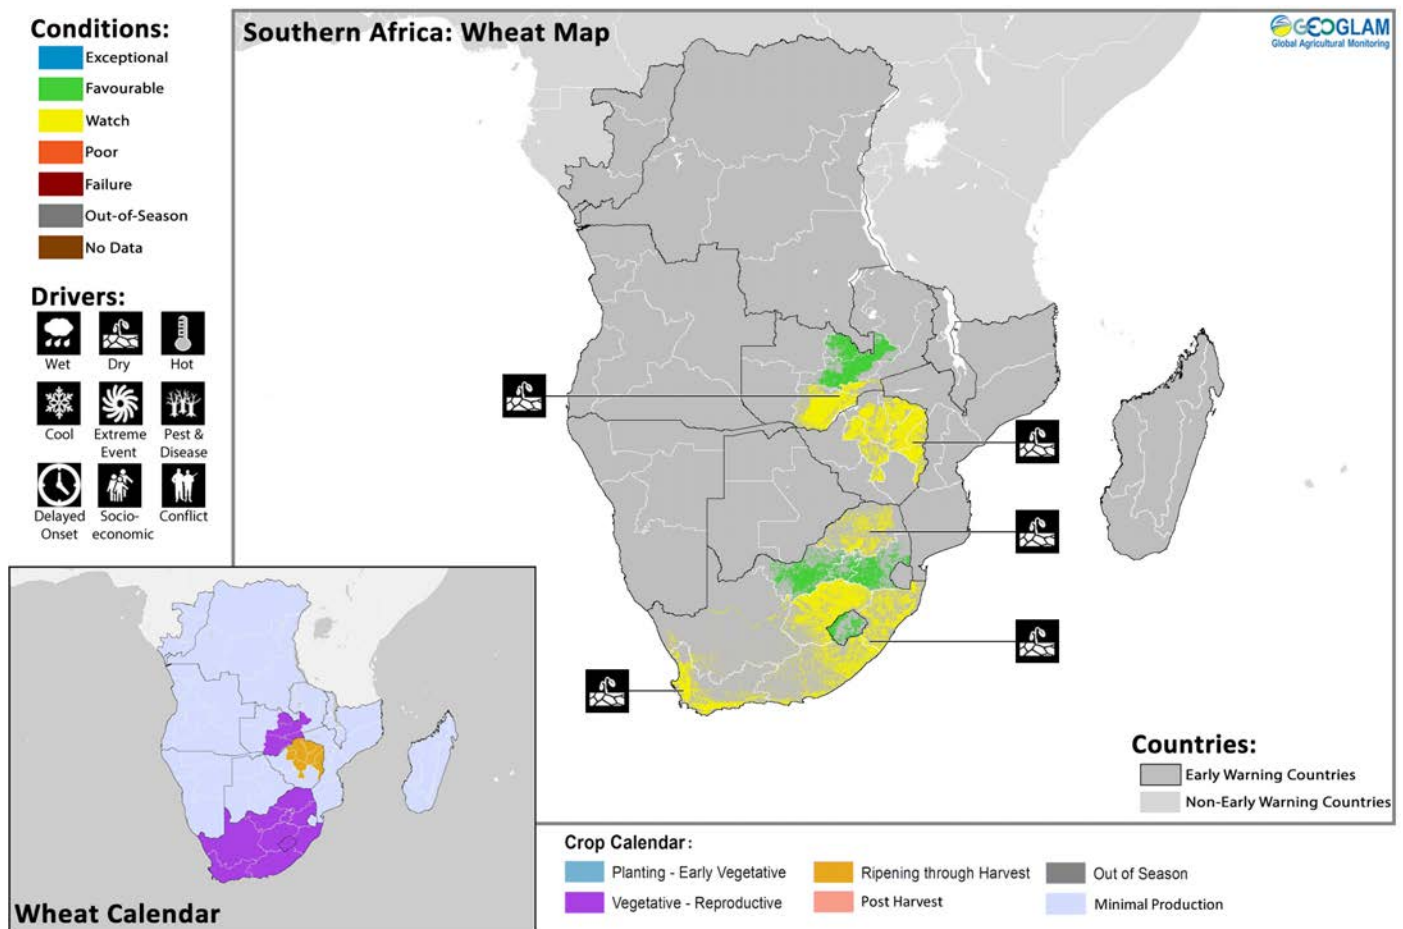 Conditions:
Exceptional
Favourable
Watch
Poor
Failure
Out-of-Season
No Data
Drivers:
Wet
Dry
Hot
Cool
Extreme
Event
Pest &
Disease
Delayed
Onset
Socio-
economic
Conflict
Southern Africa: Wheat Map
GEOGLAM
Global Agricultural Monitoring
Countries:
Early Warning Countries
Non-Early Warning Countries
Wheat Calendar
Crop Calendar:
Planting - Early Vegetative
Ripening through Harvest
Out of Season
Vegetative - Reproductive
Post Harvest
Minimal Production